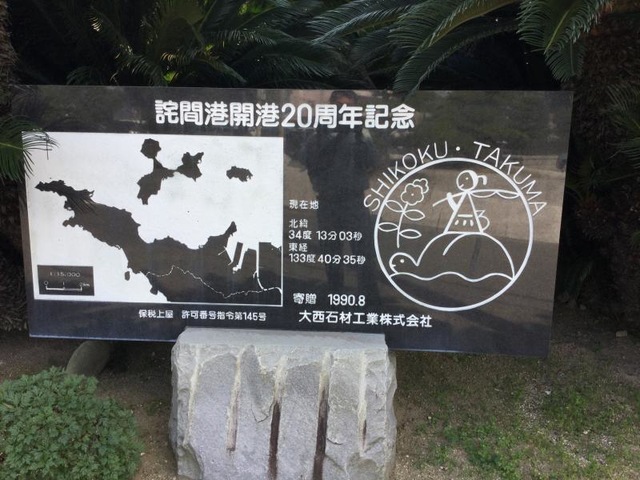 詫間港開港20周年記念
SHIKOKU・TAKUMA
現在地
北緯
34度 13分 03秒
東経
133度 40分 35秒
寄贈 1990.8
大西石材工業株式会社
保税上屋 許可番号指令第145号